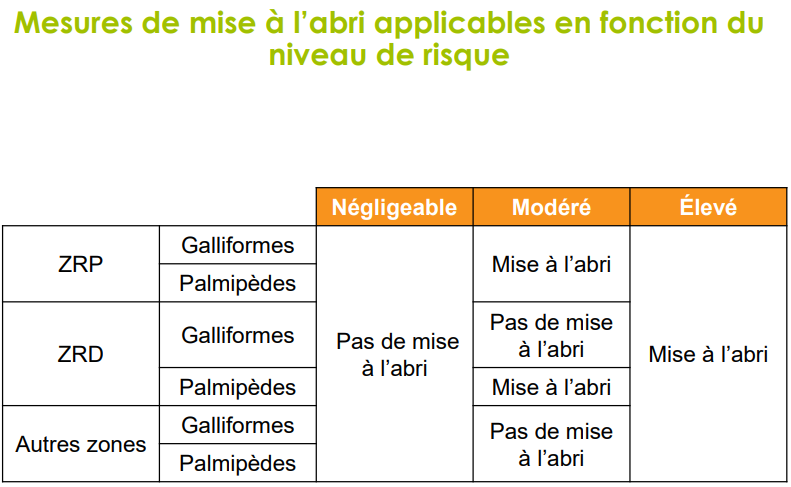 Mesures de mise à l’abri applicables en fonction du
niveau de risque
Négligeable Modéré Élevé
ZRP
Galliformes
Palmipèdes
Mise à l’abri
ZRD
Galliformes
Pas de mise
à l’abri
Palmipèdes
Mise à l’abri
Autres zones
Galliformes
Palmipèdes
Pas de mise
à l’abri
Pas de mise
à l’abri
Mise à l’abri